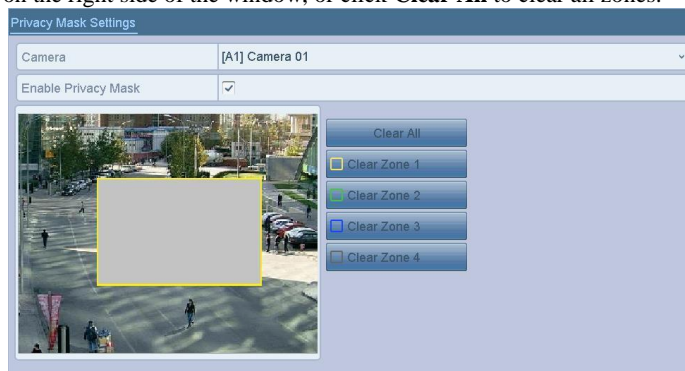 on the right side of the window, or click Clear All to clear all zones.
Privacy Mask Settings
Camera
[A1] Camera 01
Enable Privacy Mask
Clear All
Clear Zone 1
Clear Zone 2
Clear Zone 3
Clear Zone 4